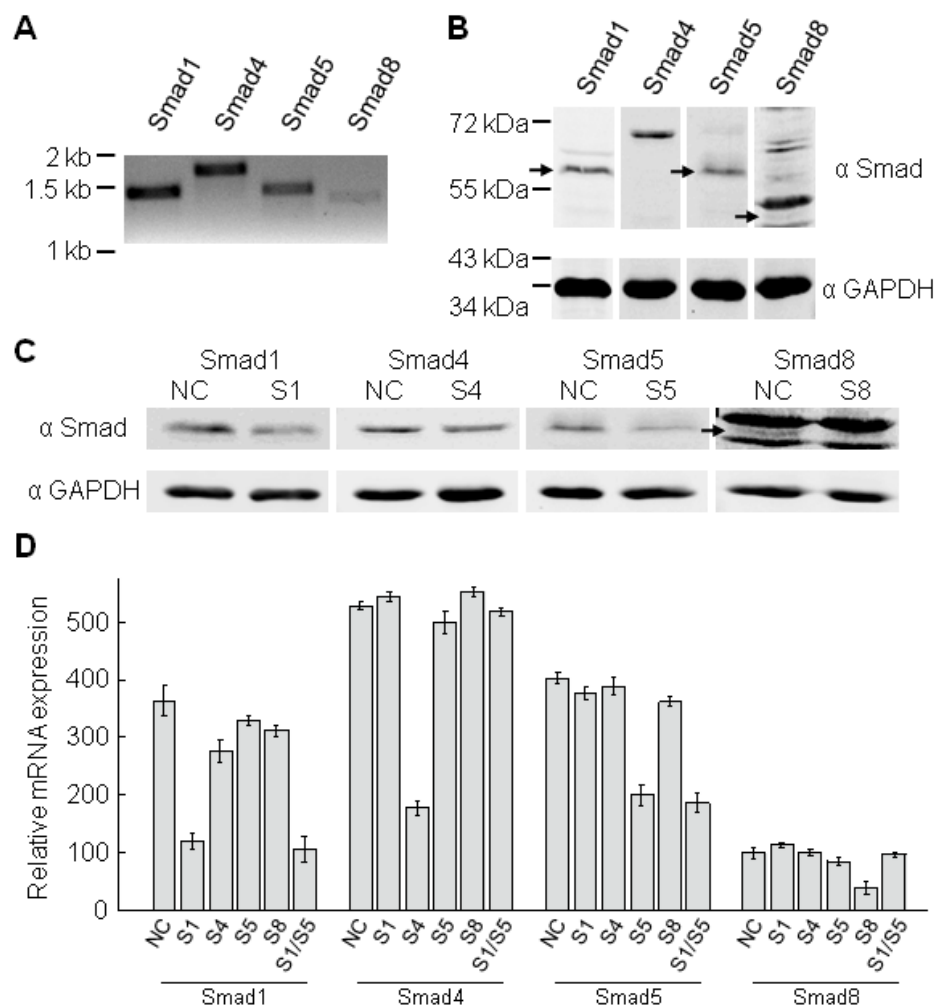 A
Smad1 Smad4 Smad5 Smad8
2 kb
1.5 kb
1 kb
B
Smad1 Smad4 Smad5 Smad8
72 kDa
55 kDa
α Smad
43 kDa
34 kDa
α GAPDH
C
Smad1 Smad4 Smad5 Smad8
NC S1 NC S4 NC S5 NC S8
α Smad
α GAPDH
D
Relative mRNA expression
500
400
300
200
100
0
NC S1 S4 S5 S8 S1/S5 NC S1 S4 S5 S8 S1/S5 NC S1 S4 S5 S8 S1/S5 NC S1 S4 S5 S8 S1/S5
Smad1 Smad4 Smad5 Smad8